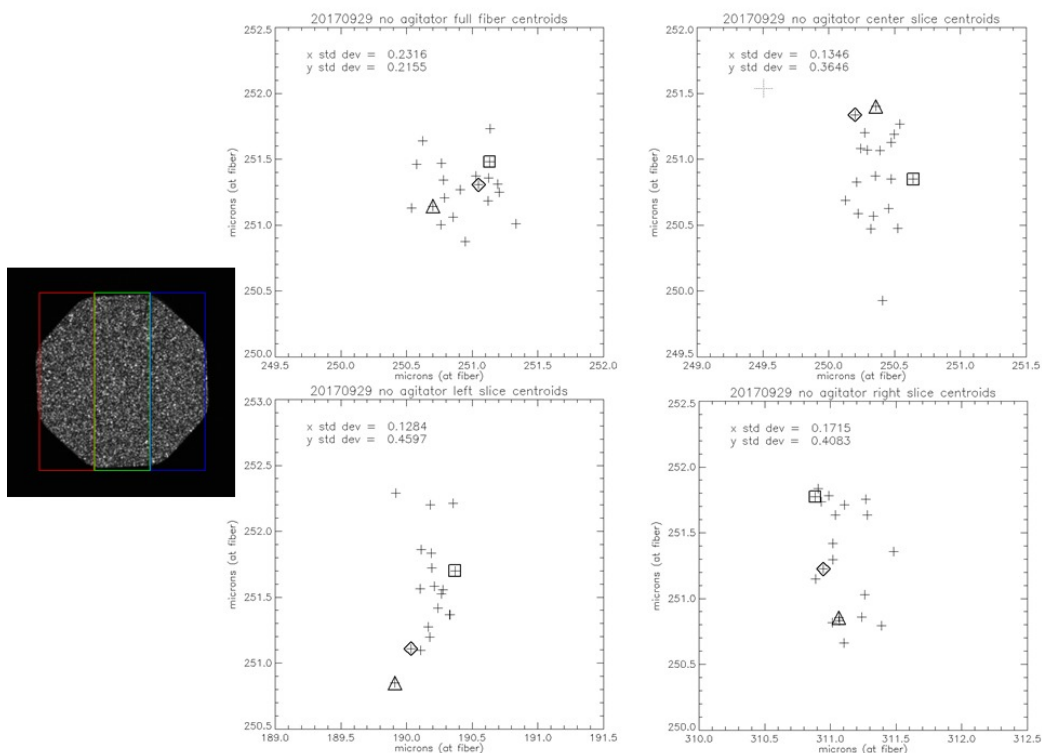 20170929 no agitator full fiber centroids
x std dev = 0.2316
y std dev = 0.2155
252.5
252.0
251.5
251.0
250.5
250.0
microns (at fiber)
249.5 250.0 250.5 251.0 251.5 252.0
microns (at fiber)
20170929 no agitator center slice centroids
x std dev = 0.1346
y std dev = 0.3646
252.0
251.5
251.0
250.5
250.0
249.5
microns (at fiber)
249.0 249.5 250.0 250.5 251.0 251.5
microns (at fiber)
20170929 no agitator left slice centroids
x std dev = 0.1284
y std dev = 0.4597
253.0
252.5
252.0
251.5
251.0
250.5
microns (at fiber)
189.0 189.5 190.0 190.5 191.0 191.5
microns (at fiber)
20170929 no agitator right slice centroids
x std dev = 0.1715
y std dev = 0.4083
252.5
252.0
251.5
251.0
250.5
250.0
microns (at fiber)
310.0 310.5 311.0 311.5 312.0 312.5
microns (at fiber)